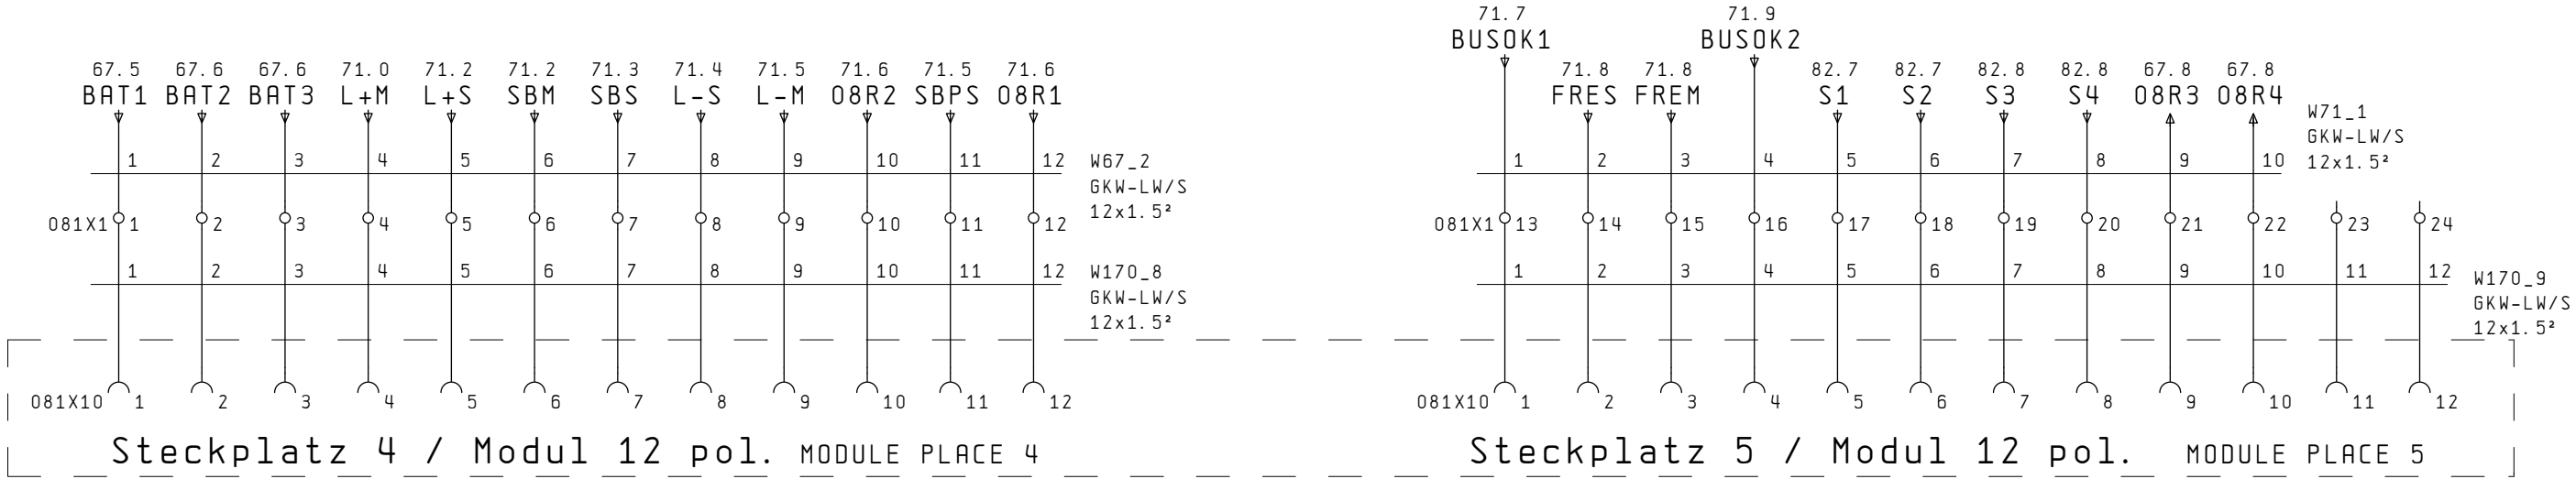 71.7 71.9
BUSOK1 BUSOK2
67.5 67.6 67.6 71.0 71.2 71.2 71.3 71.4 71.5 71.6 71.5 71.6 71.8 71.8 82.7 82.7 82.8 82.8 67.8 67.8
BAT1 BAT2 BAT3 L+M L+S SBM SBS L-S L-M 08R2 SBPS 08R1 FRES FREM S1 S2 S3 S4 08R3 08R4
W71_1
GKW-LW/S
12x1.5²
1 2 3 4 5 6 7 8 9 10 11 12 W67_2 1 2 3 4 5 6 7 8 9 10
GKW-LW/S
12x1.5²
081X1 1 2 3 4 5 6 7 8 9 10 11 12 081X1 13 14 15 16 17 18 19 20 21 22 23 24
1 2 3 4 5 6 7 8 9 10 11 12 W170_8 1 2 3 4 5 6 7 8 9 10 11 12 W170_9
GKW-LW/S GKW-LW/S
12x1.5² 12x1.5²
081X10 1 2 3 4 5 6 7 8 9 10 11 12 081X10 1 2 3 4 5 6 7 8 9 10 11 12
Steckplatz 4 / Modul 12 pol. MODULE PLACE 4 Steckplatz 5 / Modul 12 pol. MODULE PLACE 5